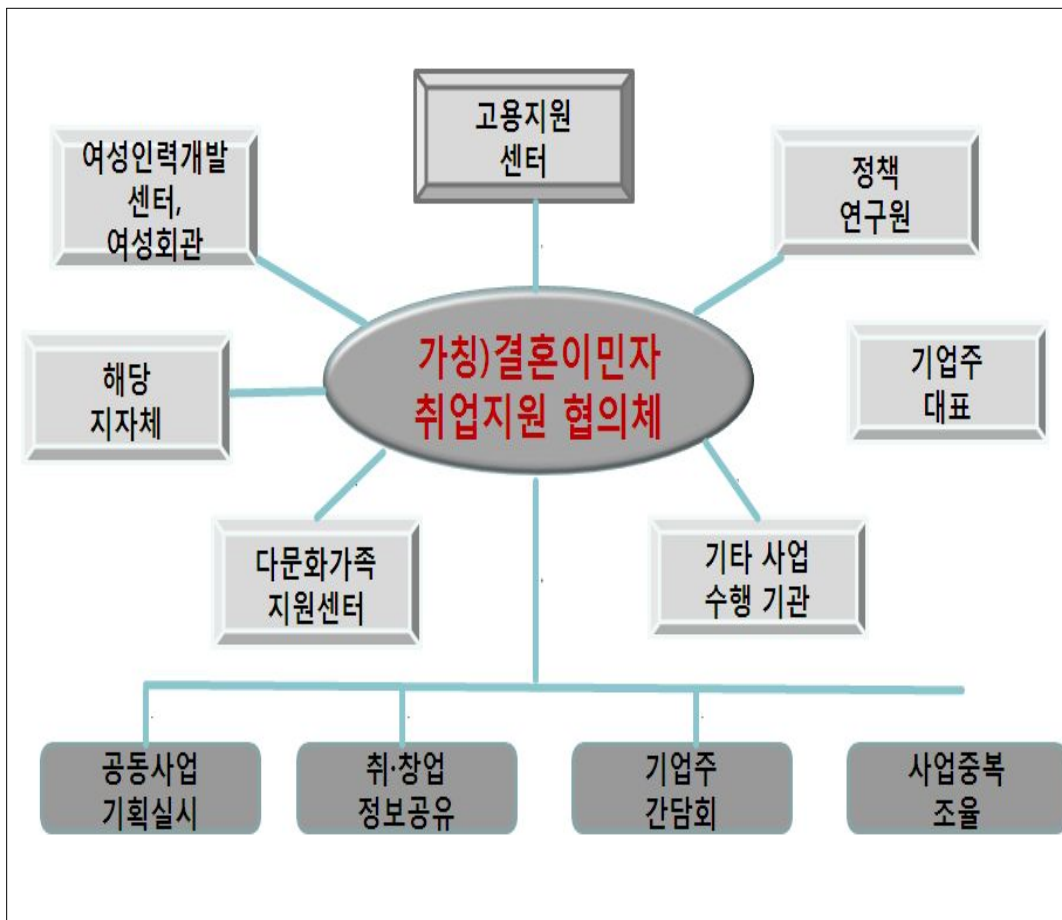 고용지원
센터
여성인력개발
센터,
여성회관
정책
연구원
가칭)결혼이민자
취업지원 협의체
해당
지자체
기업주
대표
다문화가족
지원센터
기타 사업
수행 기관
공동사업
기획실시
취·창업
정보공유
기업주
간담회
사업중복
조율